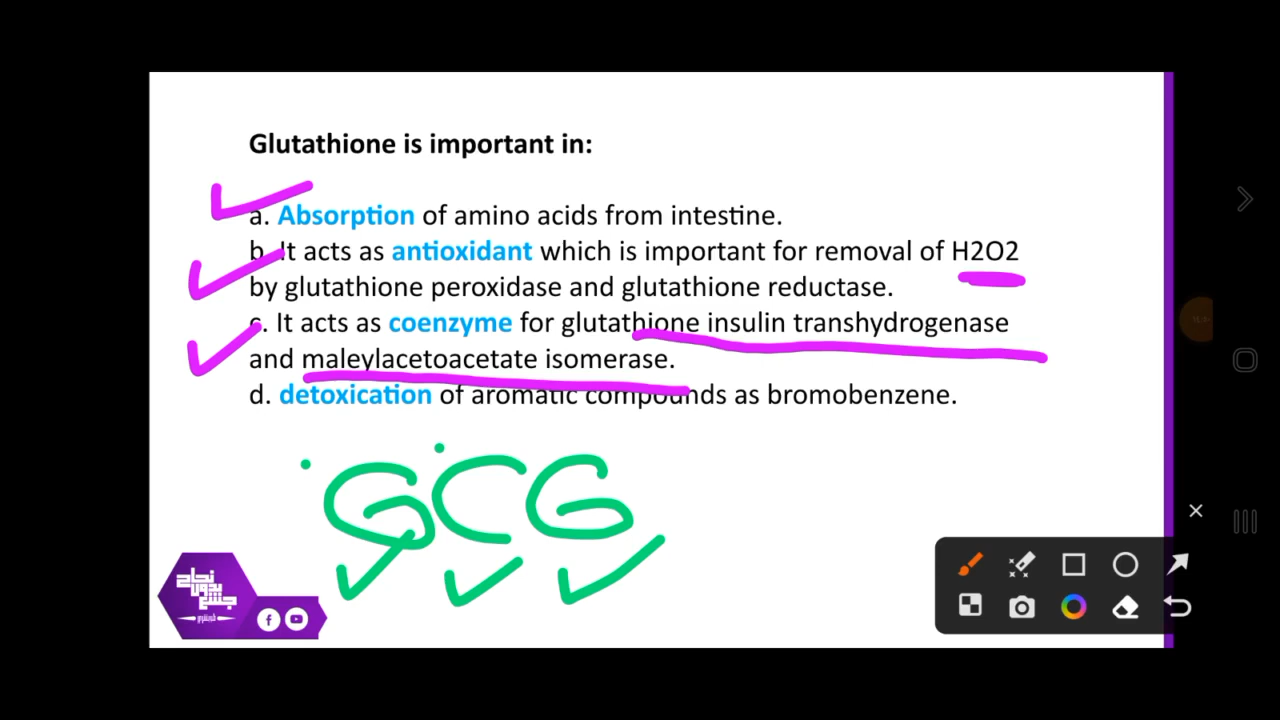 Glutathione is important in:
a. Absorption of amino acids from intestine.
b. It acts as antioxidant which is important for removal of H2O2
by glutathione peroxidase and glutathione reductase.
c. It acts as coenzyme for glutathione insulin transhydrogenase
and maleylacetoacetate isomerase.
d. detoxication of aromatic compounds as bromobenzene.
GCG
نجاح
بدون